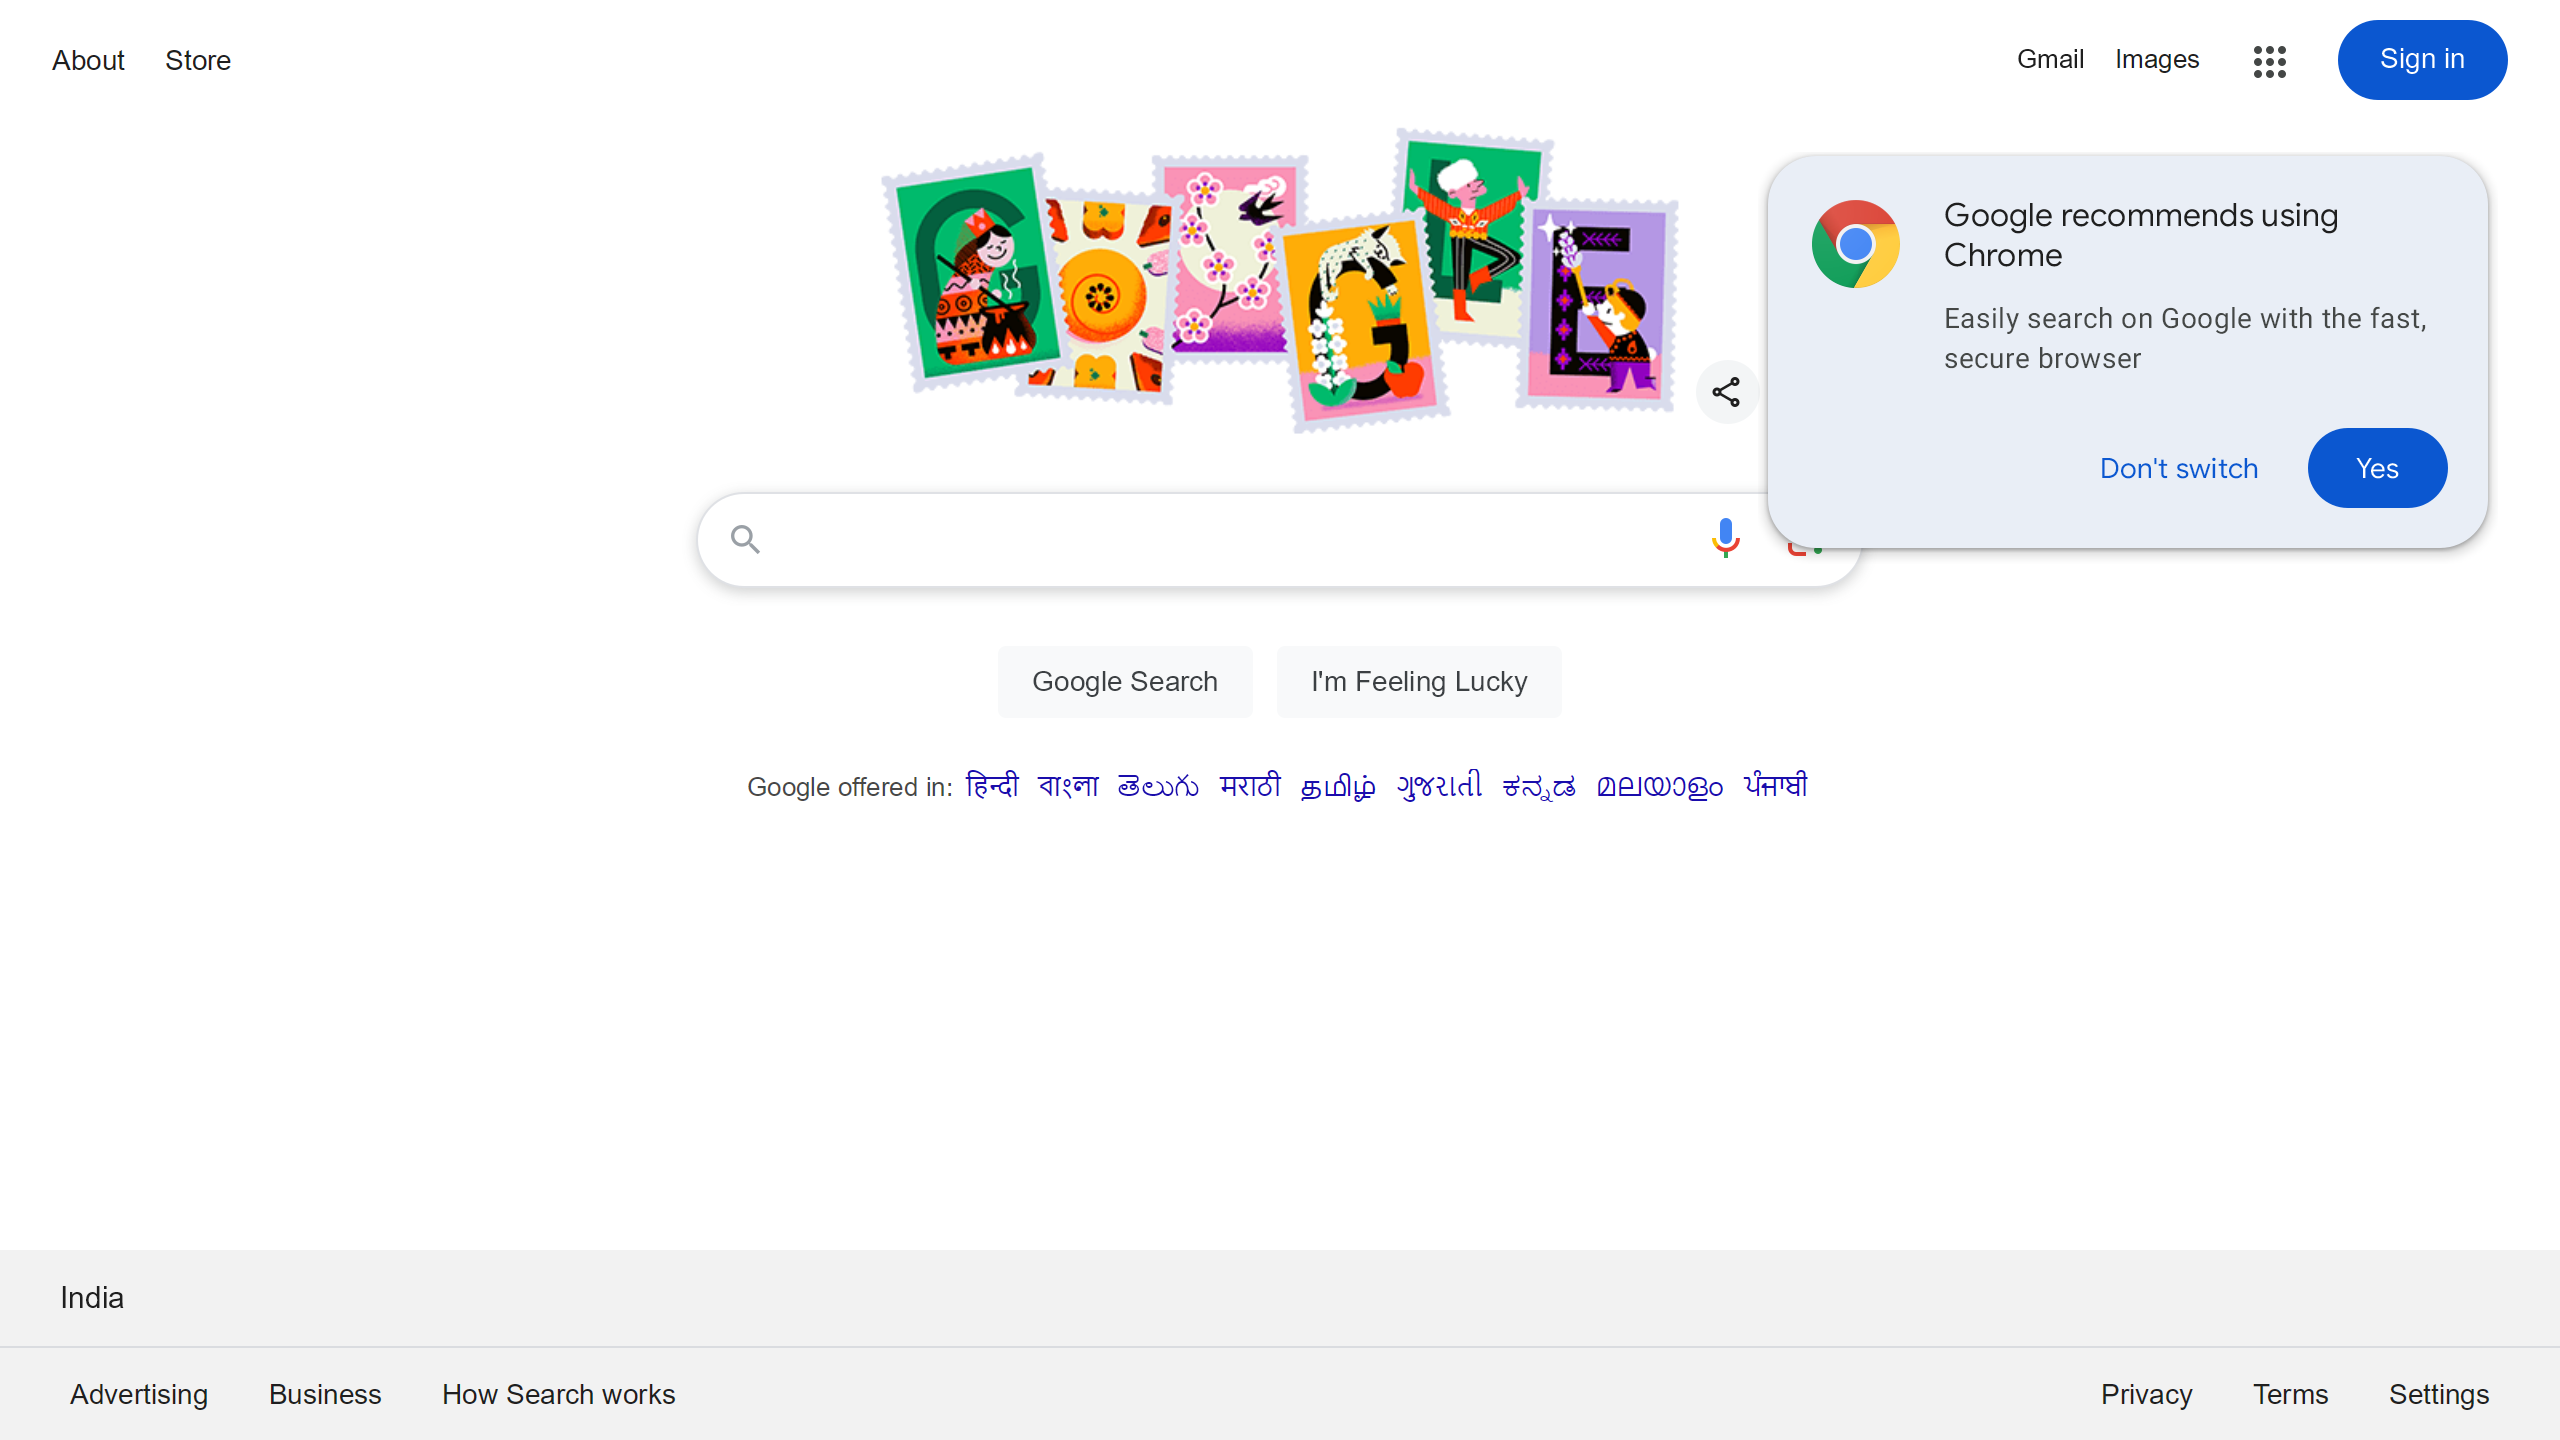 About Store
Gmail Images Sign in
Google recommends using
Chrome
Easily search on Google with the fast,
secure browser
Don't switch Yes
Google Search I'm Feeling Lucky
Google offered in: हिन्दी বাংলা తెలుగు मराठी தமிழ் ગુજરાતી ಕನ್ನಡ മലയാളം ਪੰਜਾਬੀ
India
Advertising Business How Search works
Privacy Terms Settings